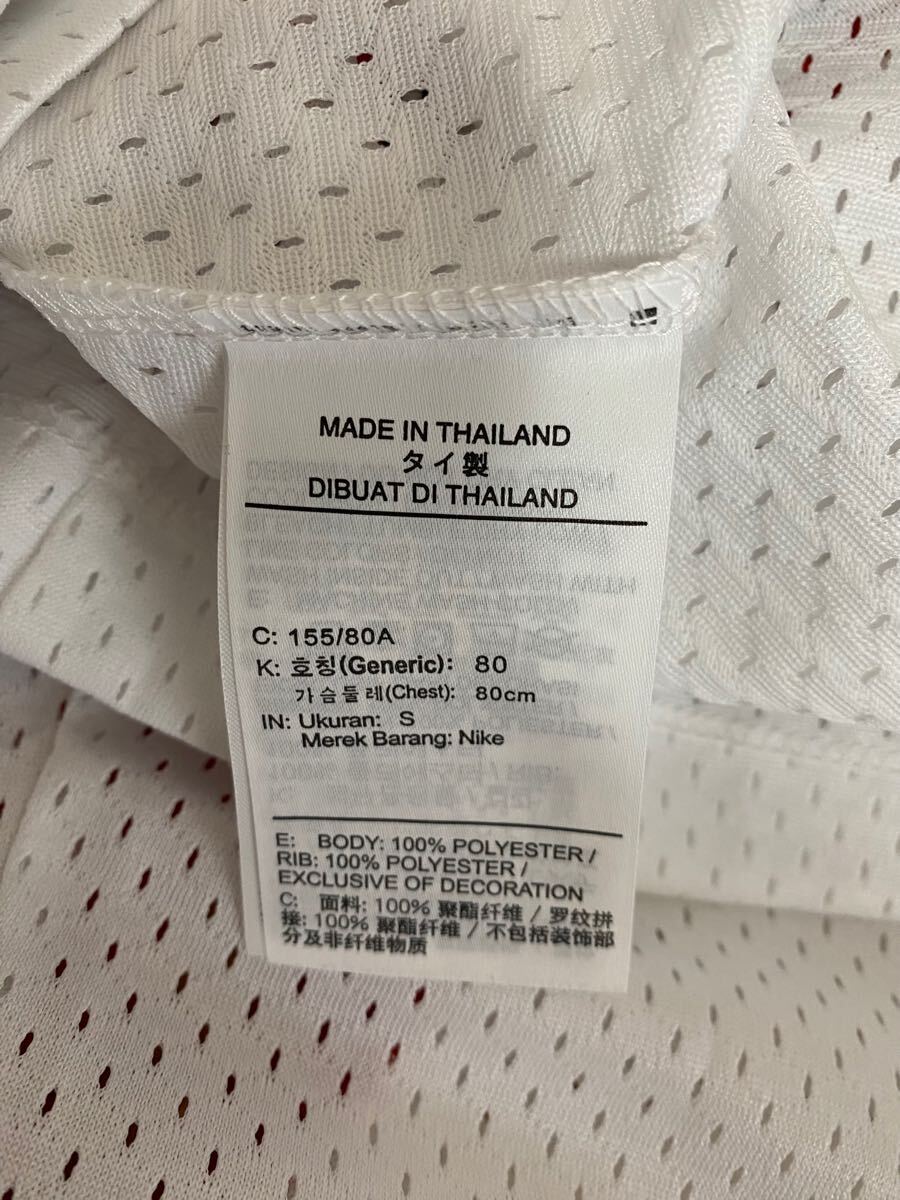 MADE IN THAILAND
タイ製
DIBUAT DI THAILAND
C: 155/80A
K: 호칭(Generic): 80
가슴둘레(Chest): 80cm
IN: Ukuran: S
Merek Barang: Nike
E: BODY: 100% POLYESTER /
RIB: 100% POLYESTER /
EXCLUSIVE OF DECORATION
C: 面料: 100% 聚酯纤维 / 罗纹拼
接: 100% 聚酯纤维 / 不包括装饰部
分及非纤维物质